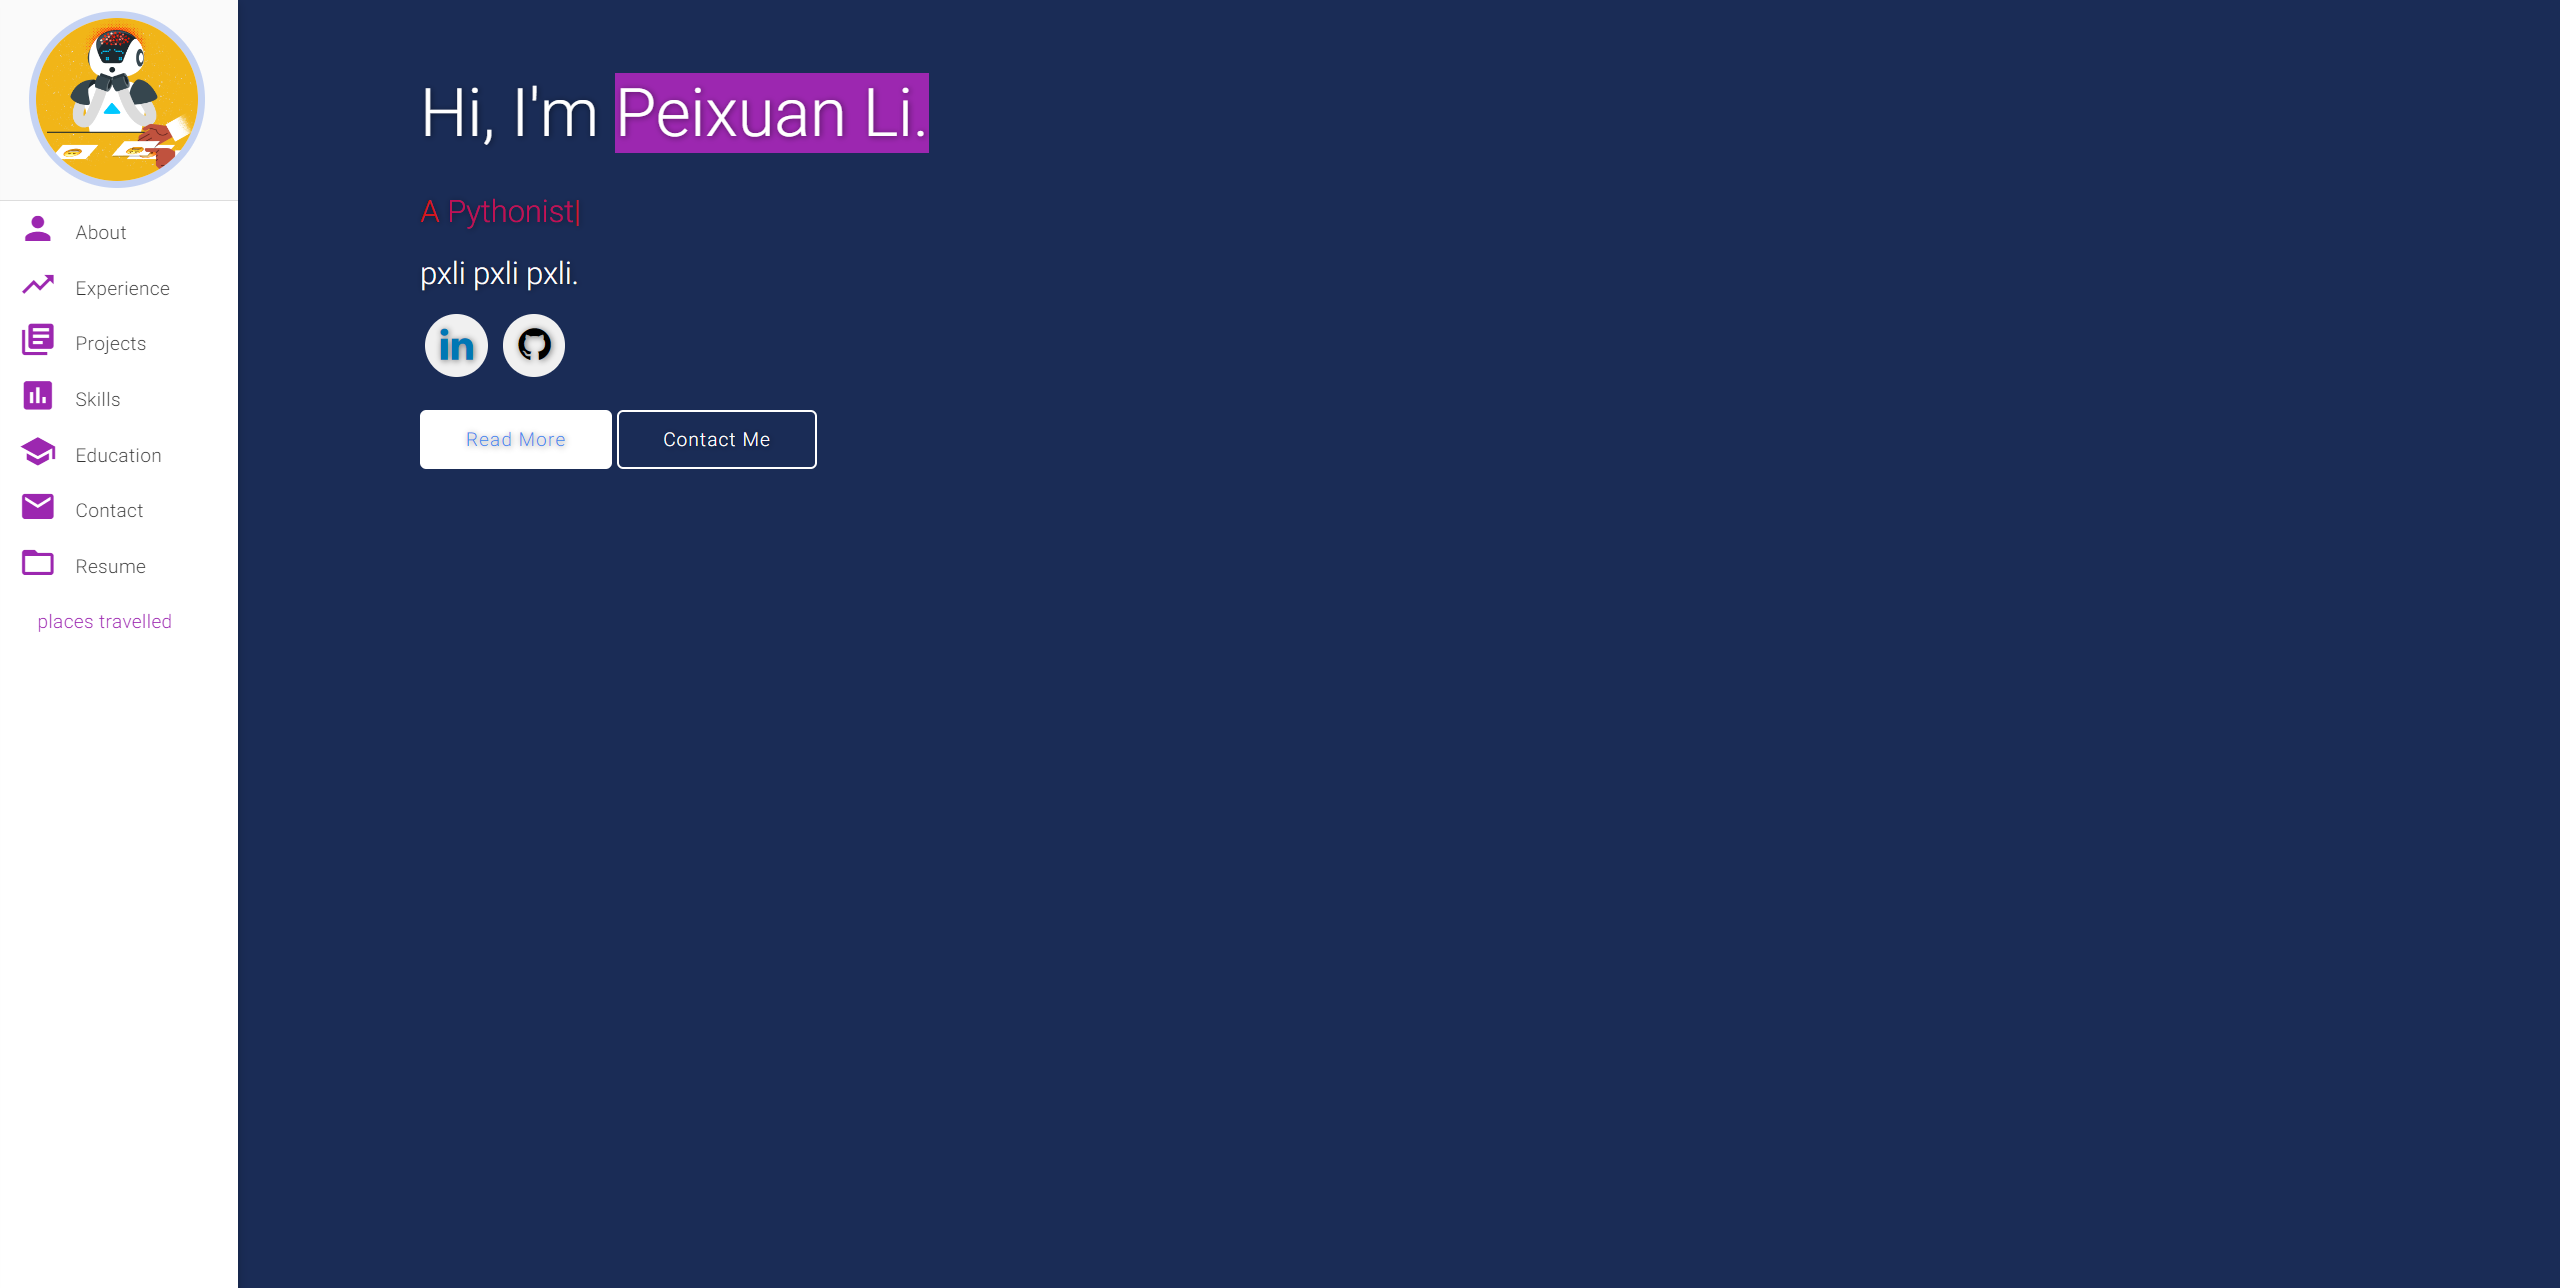 About
Experience
Projects
Skills
Education
Contact
Resume
places travelled
Hi, I'm Peixuan Li.
A Pythonist|
pxli pxli pxli.
in
Read More
Contact Me